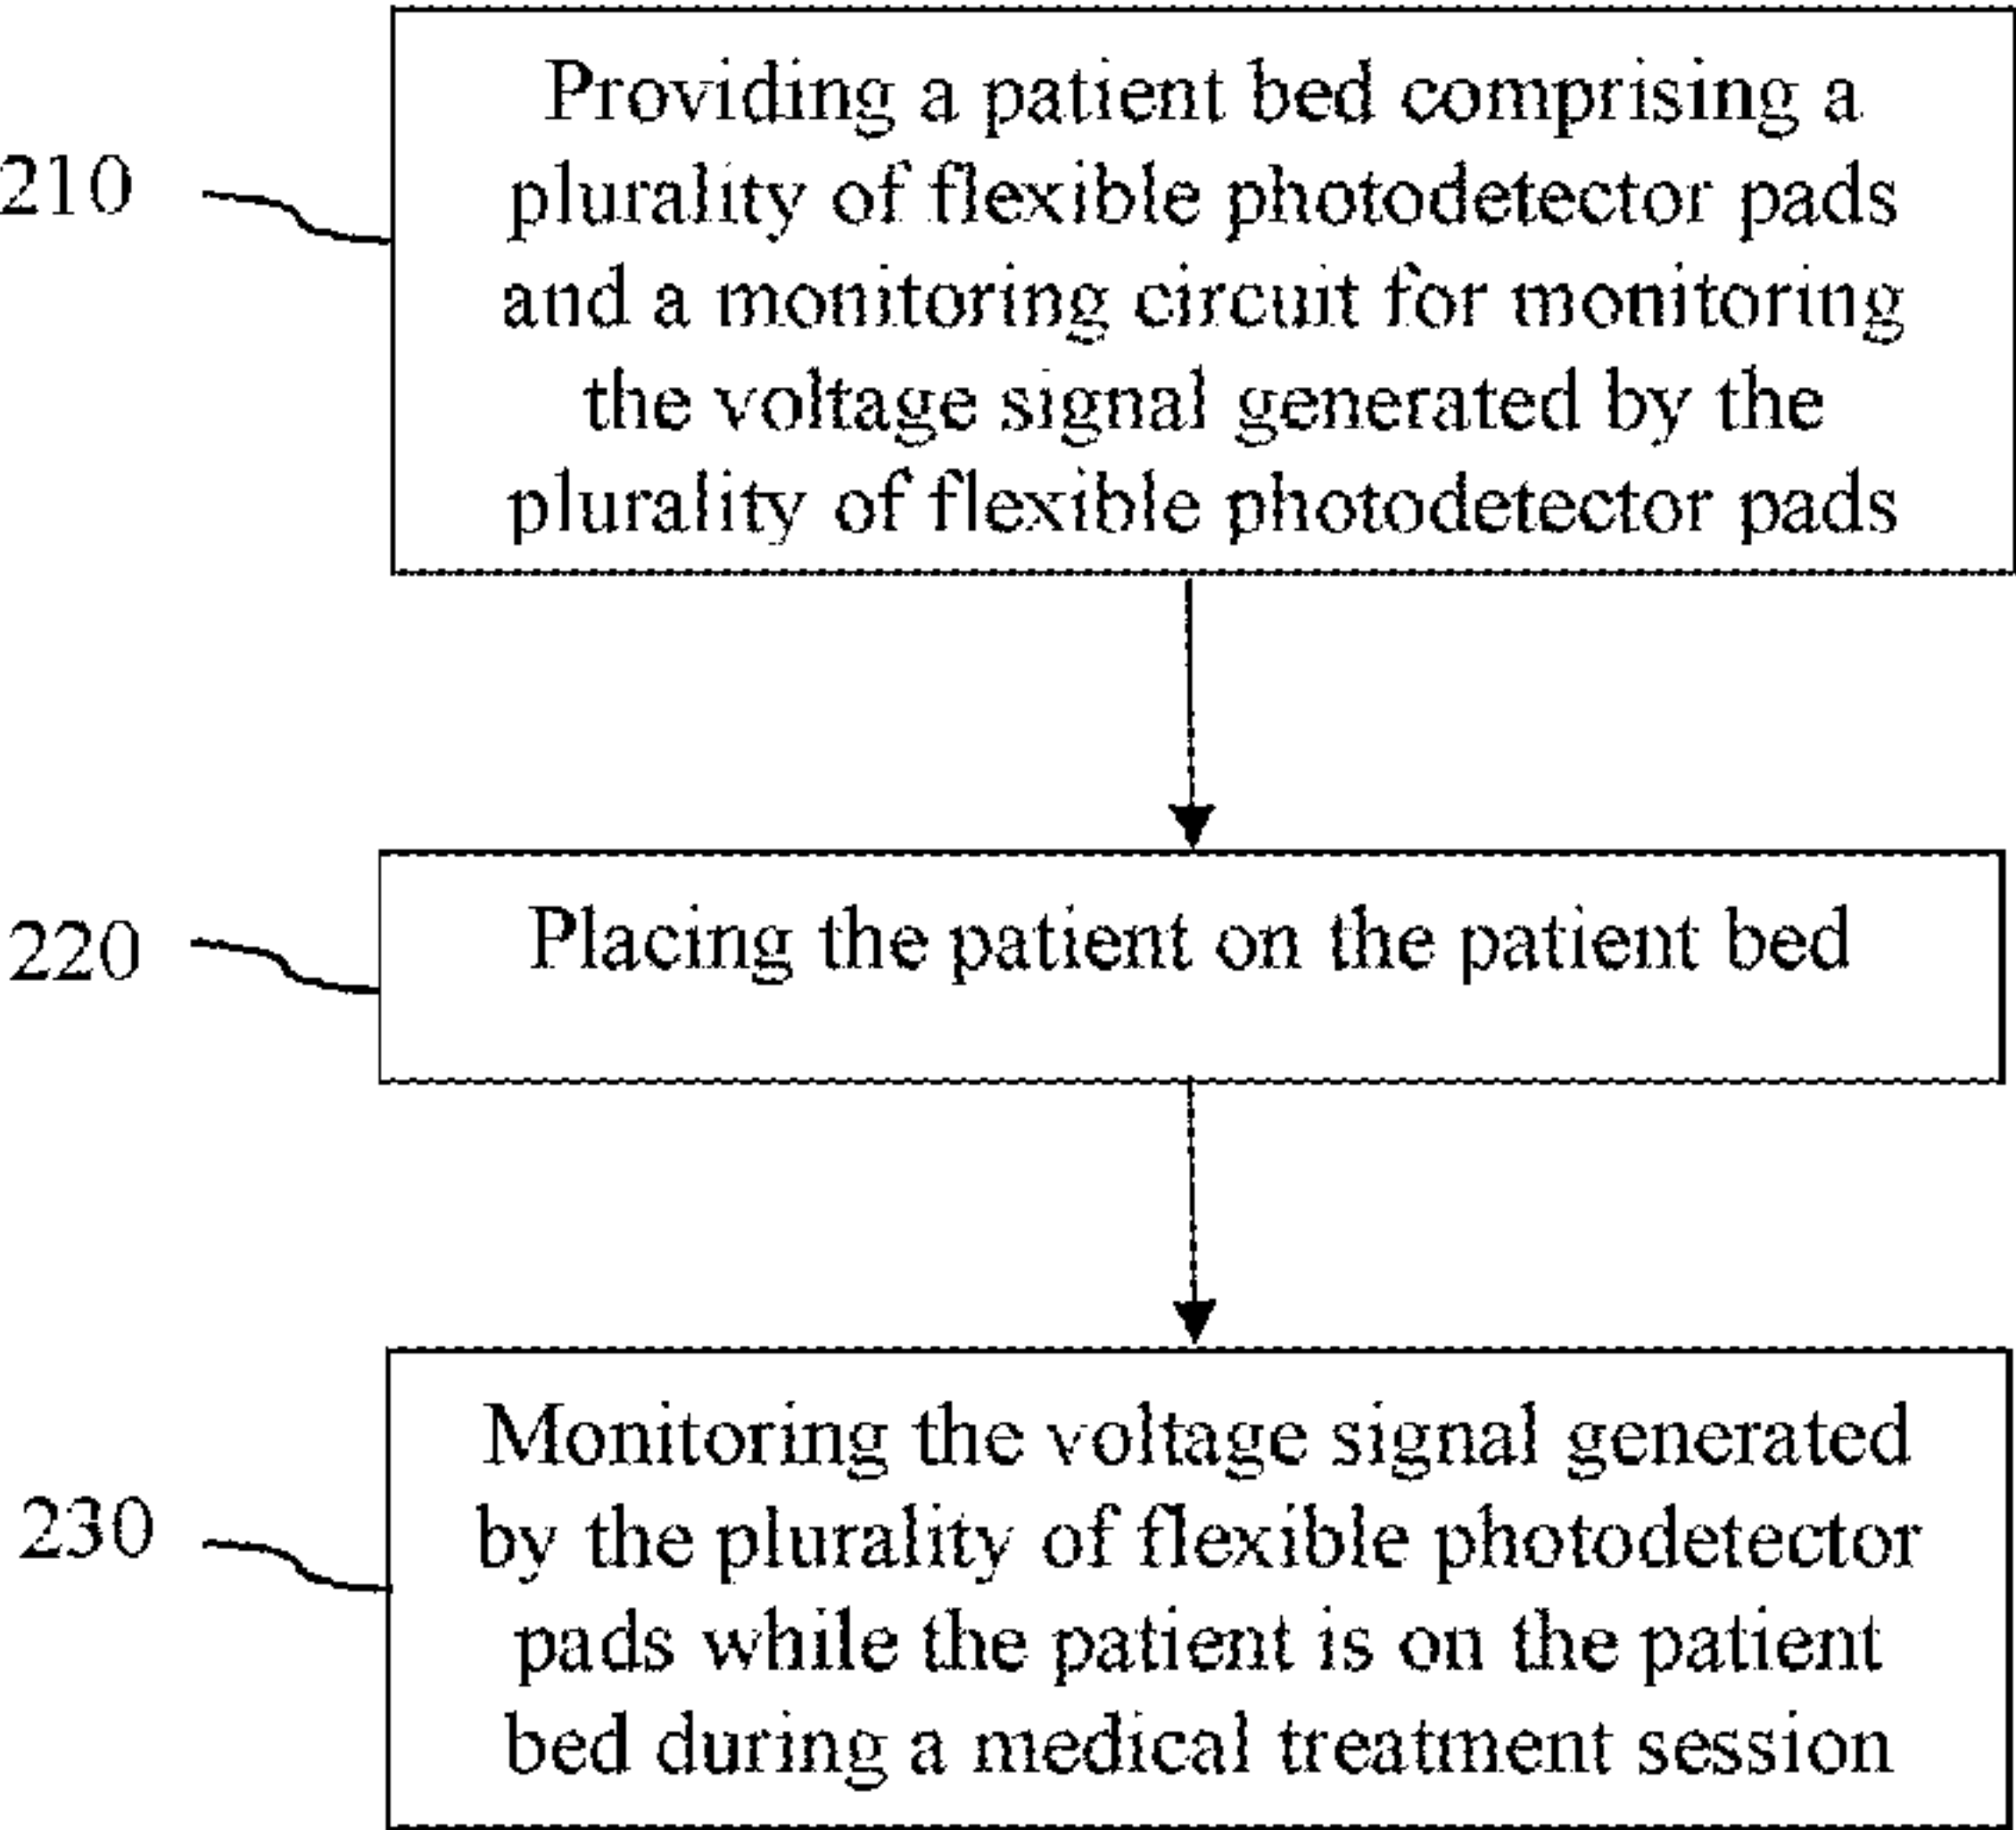 Providing a patient bed comprising a
210
plurality of flexible photodetector pads
and a monitoring circuit for monitoring
the voltage signal generated by the
plurality of flexible photodetector pads
220
Placing the patient on the patient bed
Monitoring the voltage signal generated
230
by the plurality of flexible photodetector
pads while the patient is on the patient
bed during a medical treatment session